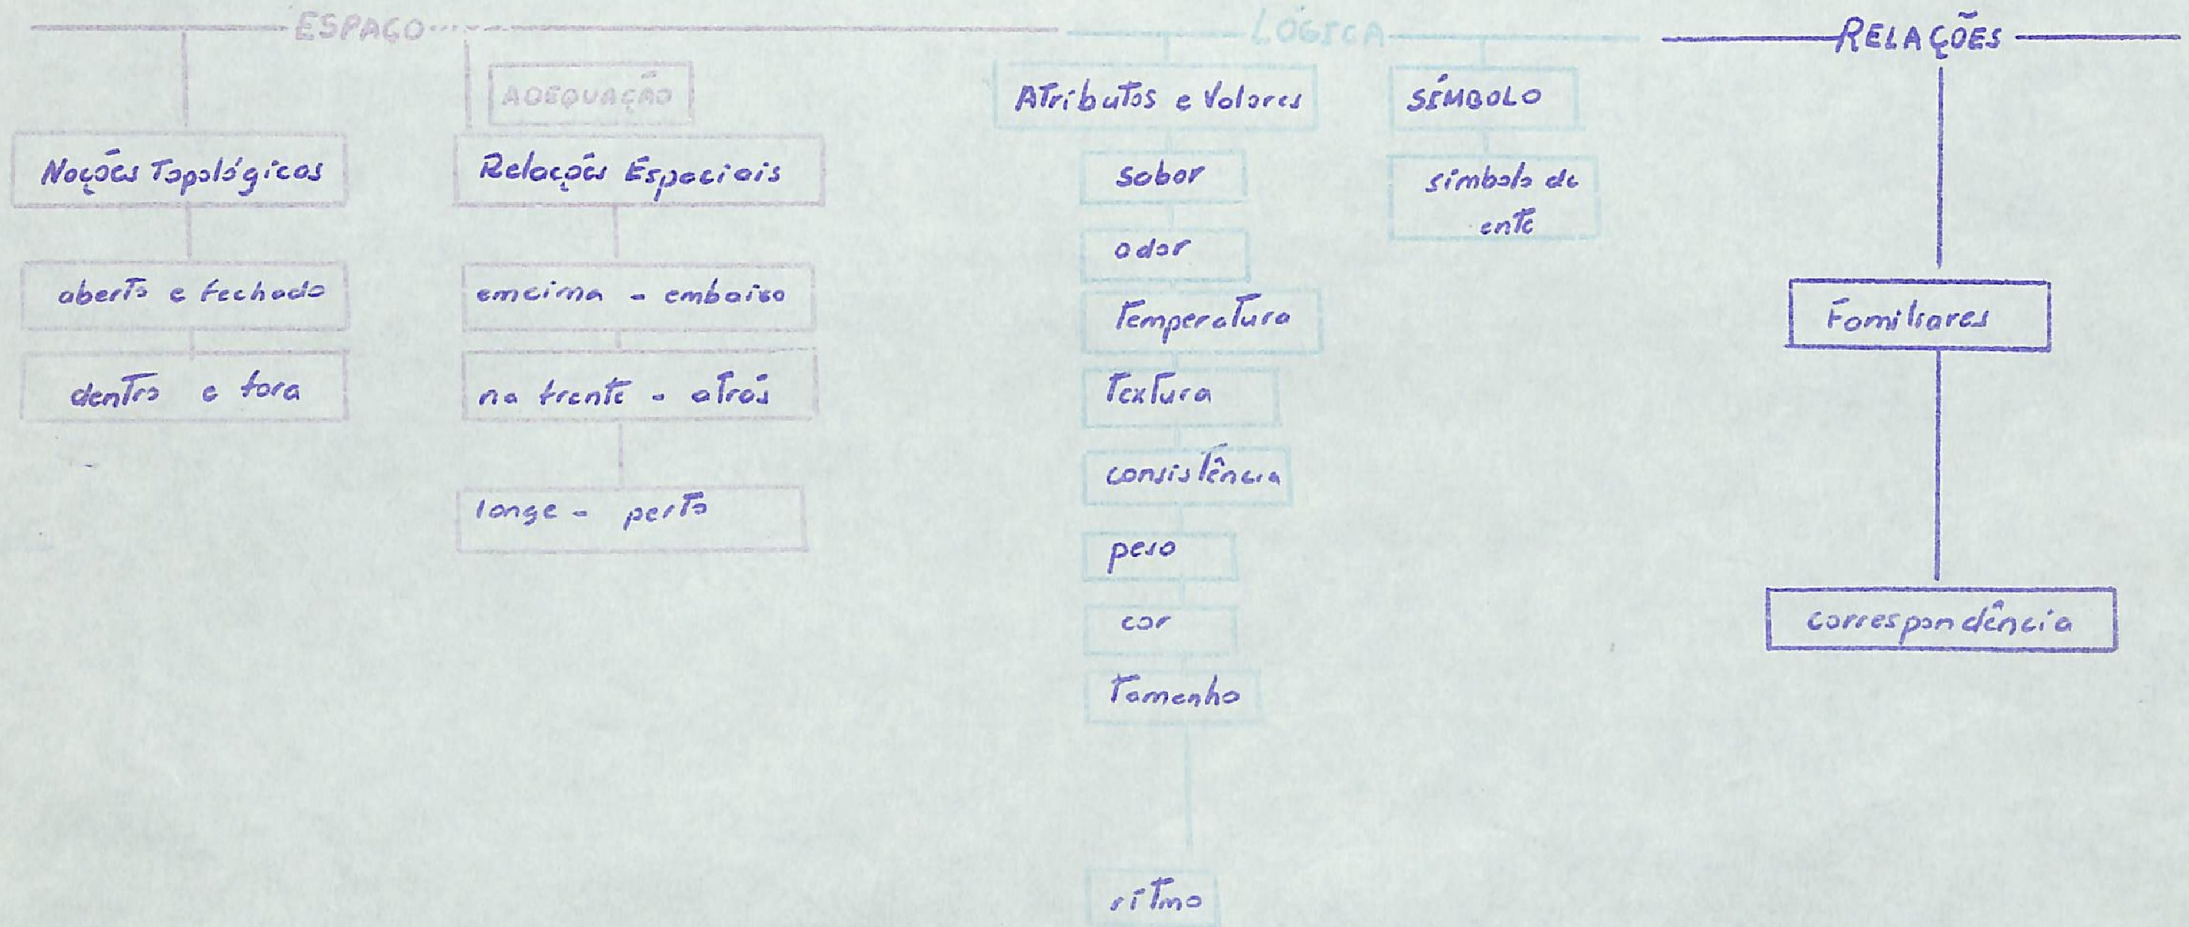 ESPAÇO
ADEQUAÇÃO
Noções Topológicas
aberto e fechado
dentro e fora
Relações Espaciais
emcima - embaixo
na frente - atrás
longe - perto
LÓGICA
Atributos e Valores
sabor
odor
Temperatura
Textura
consistência
peso
cor
Tamanho
ritmo
SÍMBOLO
símbolo de
ente
RELAÇÕES
Familiares
correspondência